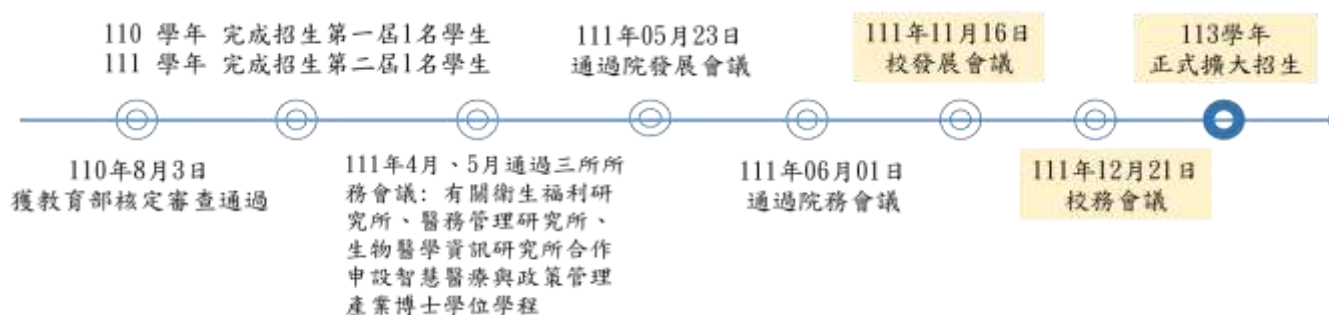 110 學年 完成招生第一屆1名學生
111 學年 完成招生第二屆1名學生
111年05月23日
通過院發展會議
111年11月16日
校發展會議
113學年
正式擴大招生
110年8月3日
獲教育部核定審查通過
111年4月、5月通過三所所
務會議: 有關衛生福利研
究所、醫務管理研究所、
生物醫學資訊研究所合作
申設智慧醫療與政策管理
產業博士學位學程
111年06月01日
通過院務會議
111年12月21日
校務會議